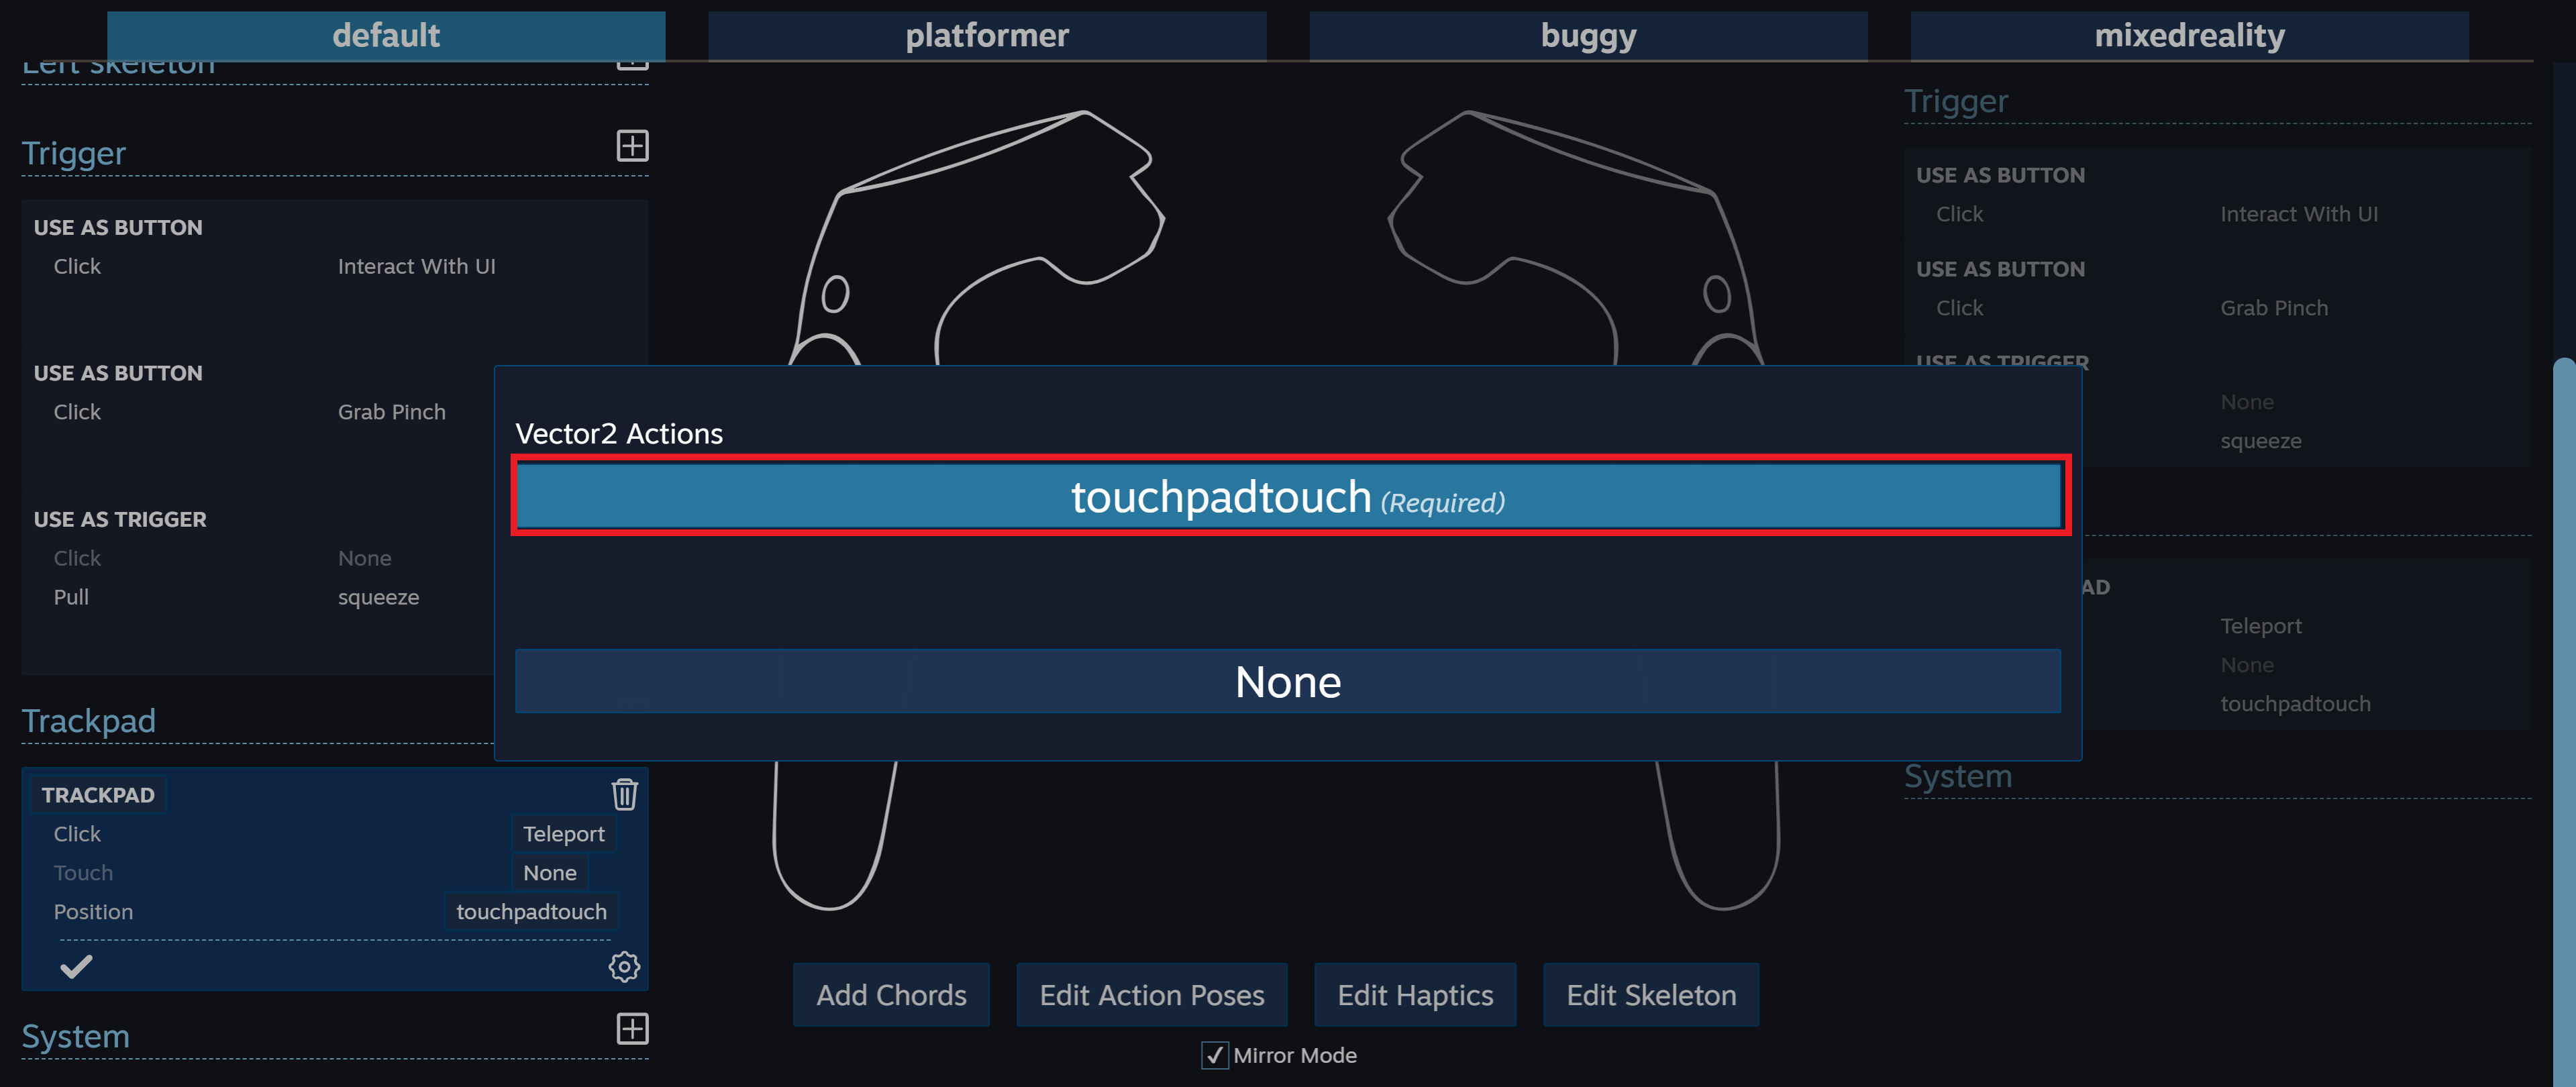 default
platformer
buggy
mixedreality
Left skeleton
Trigger
USE AS BUTTON
Click
Interact With UI
USE AS BUTTON
Click
Grab Pinch
USE AS TRIGGER
Click
None
Pull
squeeze
Trackpad
TRACKPAD
Click
Teleport
Touch
None
Position
touchpadtouch
System
Vector2 Actions
touchpadtouch (Required)
None
Add Chords
Edit Action Poses
Edit Haptics
Edit Skeleton
Mirror Mode
Trigger
USE AS BUTTON
Click
Interact With UI
USE AS BUTTON
Click
Grab Pinch
USE AS TRIGGER
None
squeeze
AD
Teleport
None
touchpadtouch
System